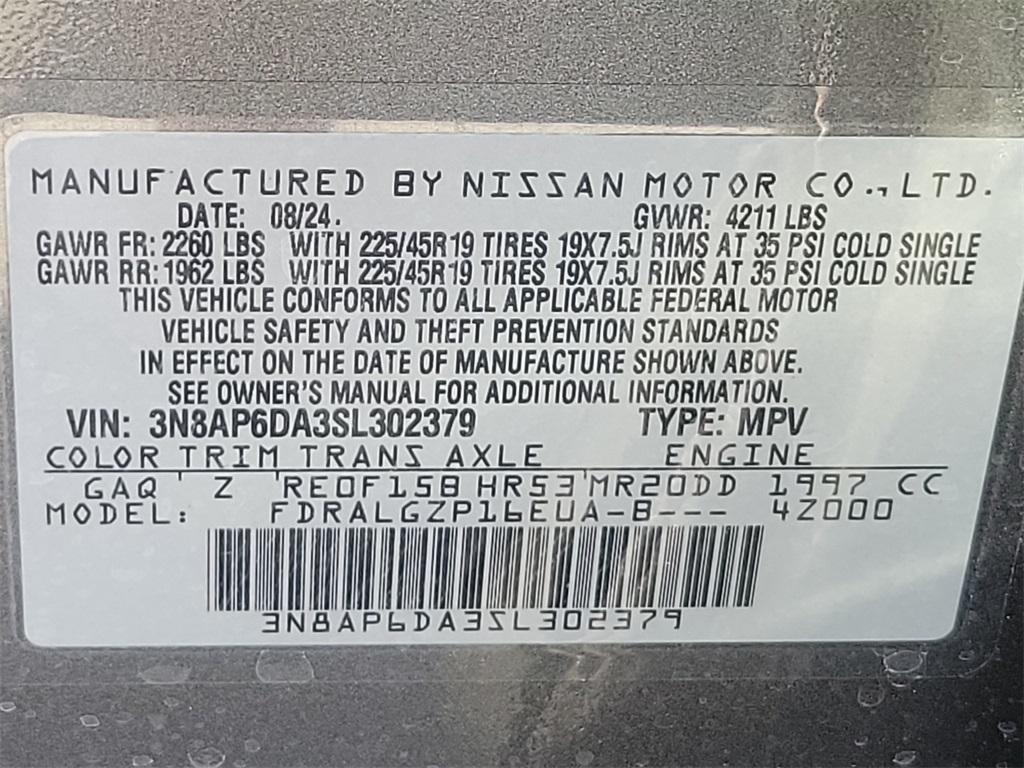 MANUFACTURED BY NISSAN MOTOR CO., LTD.
DATE: 08/24. GVWR: 4211 LBS
GAWR FR: 2260 LBS WITH 225/45R19 TIRES 19X7.5J RIMS AT 35 PSI COLD SINGLE
GAWR RR: 1962 LBS WITH 225/45R19 TIRES 19X7.5J RIMS AT 35 PSI COLD SINGLE
THIS VEHICLE CONFORMS TO ALL APPLICABLE FEDERAL MOTOR
VEHICLE SAFETY AND THEFT PREVENTION STANDARDS
IN EFFECT ON THE DATE OF MANUFACTURE SHOWN ABOVE.
SEE OWNER'S MANUAL FOR ADDITIONAL INFORMATION.
VIN: 3N8AP6DA3SL302379 TYPE: MPV
COLOR TRIM TRANS AXLE ENGINE
GAQ ' Z ' RE0F15B HR53 ' MR20DD 1997 CC
MODEL: FDRALGZP16EUA-B--- 4Z000
3N8AP6DA3SL302379